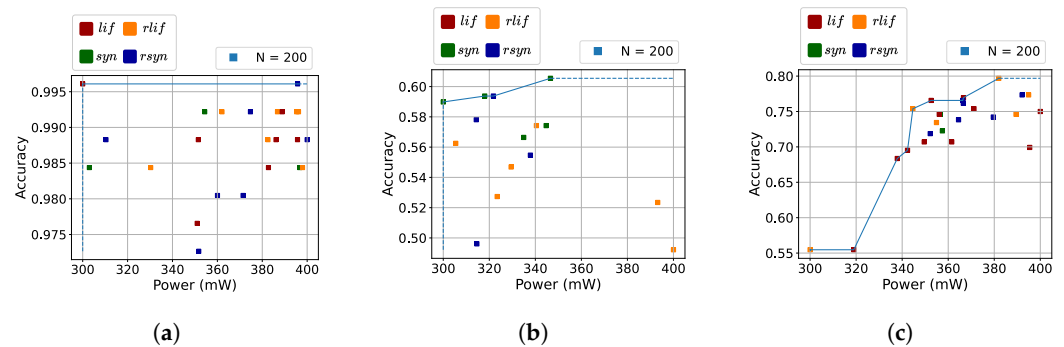 lif rlif
syn rsyn
N = 200
0.995
0.990
0.985
0.980
0.975
Accuracy
300 320 340 360 380 400
Power (mW)
(a)
lif rlif
syn rsyn
N = 200
0.60
0.58
0.56
0.54
0.52
0.50
Accuracy
300 320 340 360 380 400
Power (mW)
(b)
lif rlif
syn rsyn
N = 200
0.80
0.75
0.70
0.65
0.60
0.55
Accuracy
300 320 340 360 380 400
Power (mW)
(c)